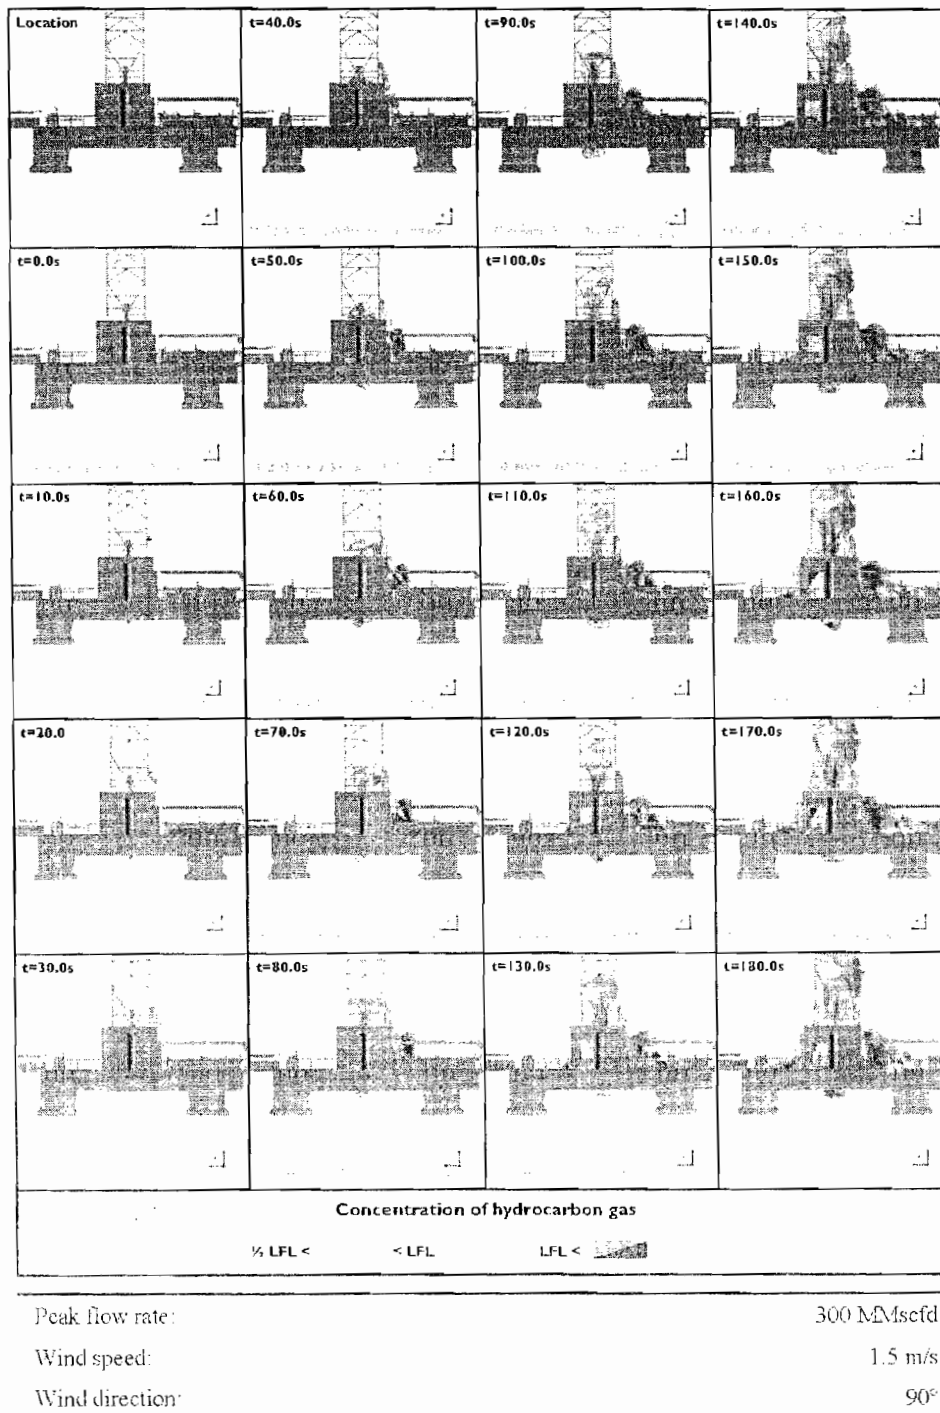 Location
t=40.0s
t=90.0s
t=140.0s
t=0.0s
t=50.0s
t=100.0s
t=150.0s
t=10.0s
t=60.0s
t=110.0s
t=160.0s
t=20.0
t=70.0s
t=120.0s
t=170.0s
t=30.0s
t=80.0s
t=130.0s
t=180.0s
Concentration of hydrocarbon gas
< LFL
LFL <
Peak flow rate: 300 MMscfd
Wind speed: 1.5 m/s
Wind direction: 90°